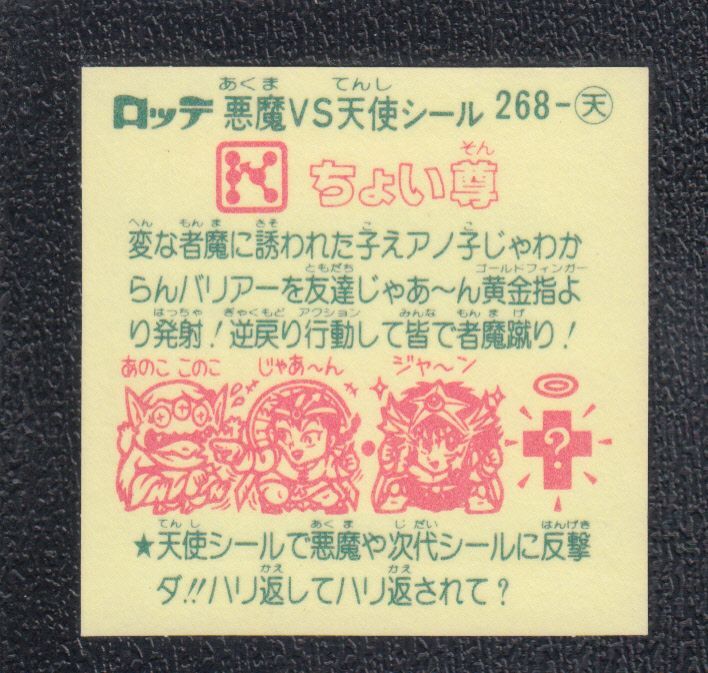 あくま てんし
ロッテ 悪魔VS天使シール 268-天
そん
ちょい尊
へん もんま さそ こ こ
変な者魔に誘われた子えアノ子じゃわか
ともだち ゴールドフィンガー
らんバリアーを友達じゃあ〜ん黄金指よ
はっちゃ ぎゃくもど アクション みんな もんま げ
り発射!逆戻り行動して皆で者魔蹴り!
あのこ このこ じゃあ〜ん ジャ〜ン
?
てんし あくま じだい はんげき
★天使シールで悪魔や次代シールに反撃
かえ かえ
ダ!!ハリ返してハリ返されて?